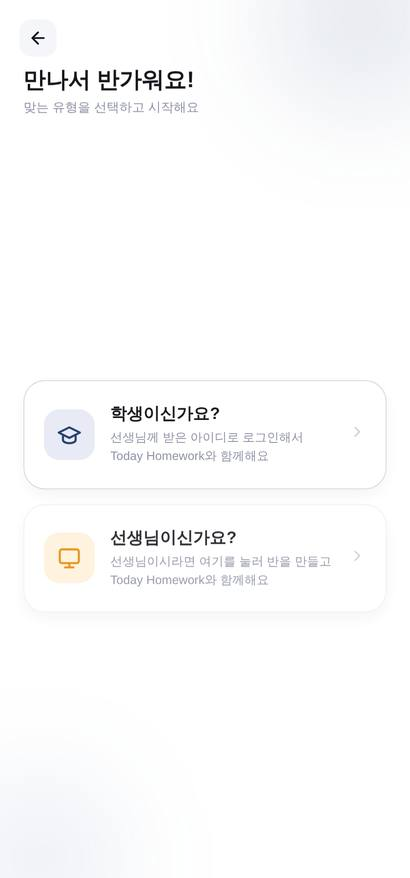 만나서 반가워요!
맞는 유형을 선택하고 시작해요
학생이신가요?
선생님께 받은 아이디로 로그인해서
Today Homework와 함께해요
선생님이신가요?
선생님이시라면 여기를 눌러 반을 만들고
Today Homework와 함께해요